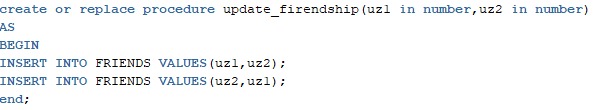 create or replace procedure update_firendship(uz1 in number,uz2 in number)
AS
BEGIN
INSERT INTO FRIENDS VALUES(uz1,uz2);
INSERT INTO FRIENDS VALUES(uz2,uz1);
end;